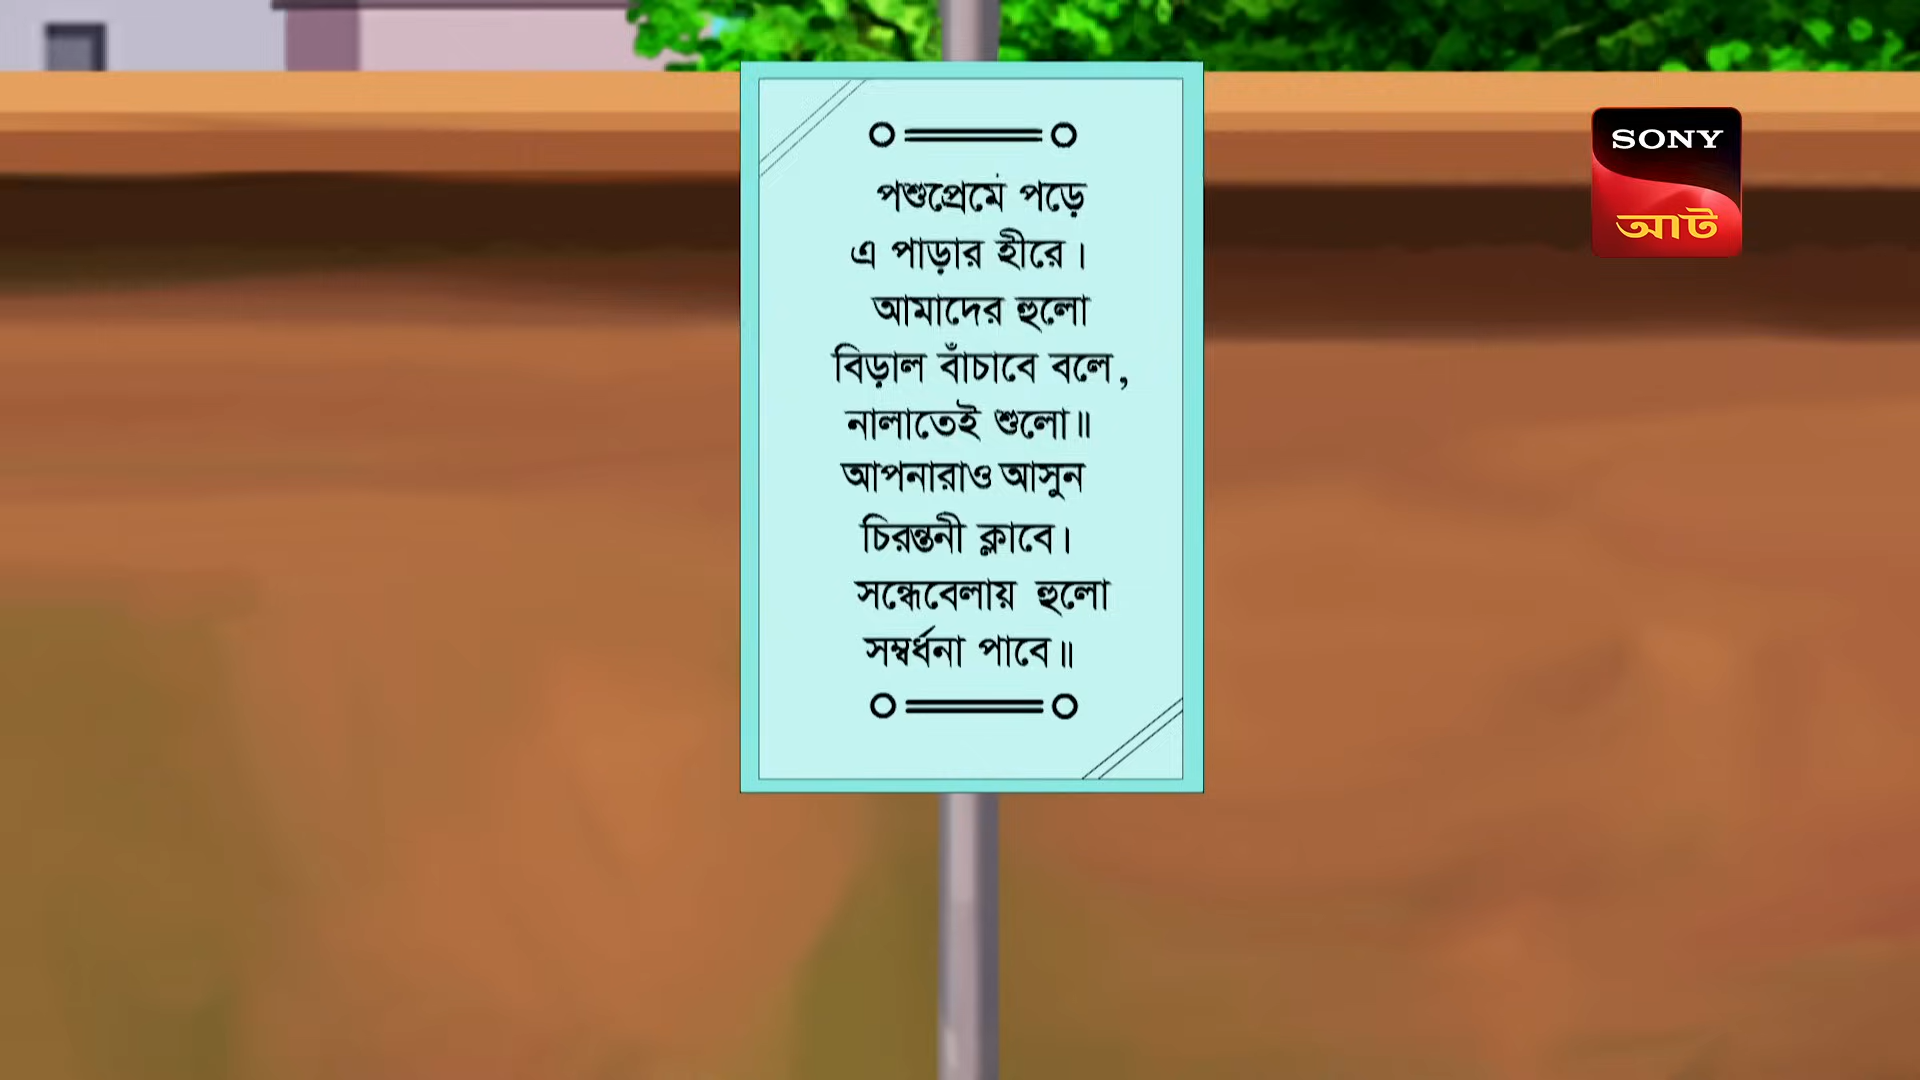 পশুপ্রেমে পড়ে
এ পাড়ার হীরে।
আমাদের হুলো
বিড়াল বাঁচাবে বলে,
নালাতেই শুলো॥
আপনারাও আসুন
চিরন্তনী ক্লাবে।
সন্ধেবেলায় হুলো
সম্বর্ধনা পাবে॥
SONY
আট